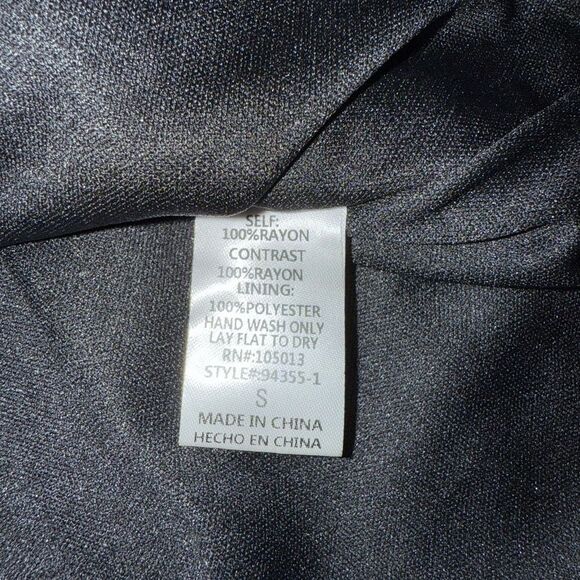 SELF:
100%RAYON
CONTRAST
100%RAYON
LINING:
100%POLYESTER
HAND WASH ONLY
LAY FLAT TO DRY
RN#:105013
STYLE#:94355-1
S
MADE IN CHINA
HECHO EN CHINA